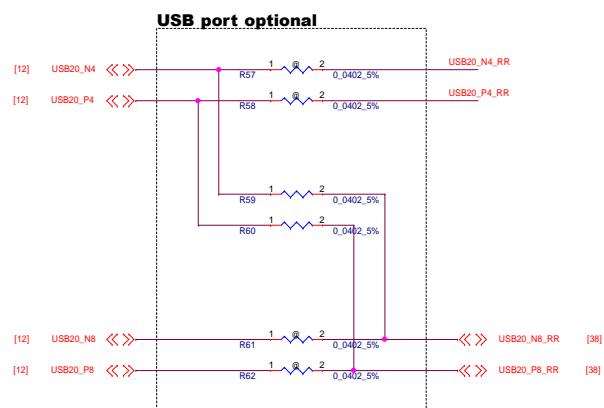 USB port optional
[12] USB20_N4 1 @ 2 USB20_N4_RR
R57 0_0402_5%
[12] USB20_P4 1 @ 2 USB20_P4_RR
R58 0_0402_5%
1 2
R59 0_0402_5%
1 2
R60 0_0402_5%
[12] USB20_N8 1 @ 2 USB20_N8_RR [38]
R61 0_0402_5%
[12] USB20_P8 1 @ 2 USB20_P8_RR [38]
R62 0_0402_5%